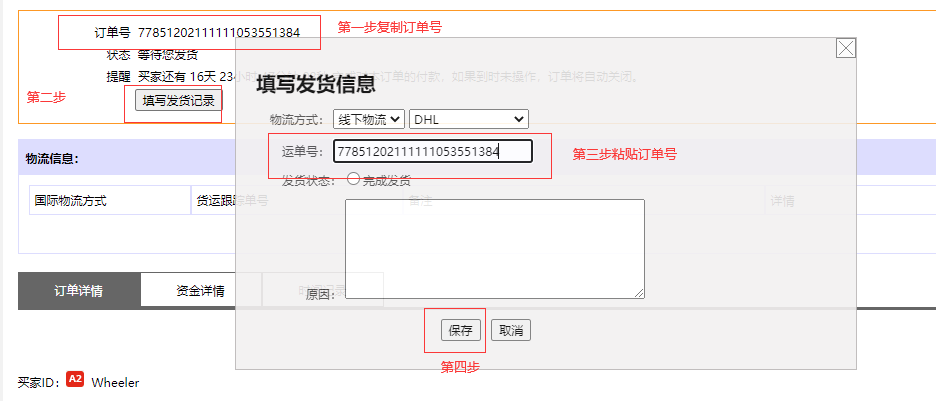 订单号 77851202111111053551384
第一步复制订单号
状态 等待您发货
提醒 买家还有 16天 23小时 订单的付款，如果到时未操作，订单将自动关闭。
第二步
填写发货记录
填写发货信息
物流方式： 线下物流 DHL
运单号： 77851202111111053551384
第三步粘贴订单号
发货状态： 完成发货
物流信息：
国际物流方式 货运跟踪单号 备注 详情
原因：
订单详情 资金详情
保存 取消
第四步
买家ID： A2 Wheeler